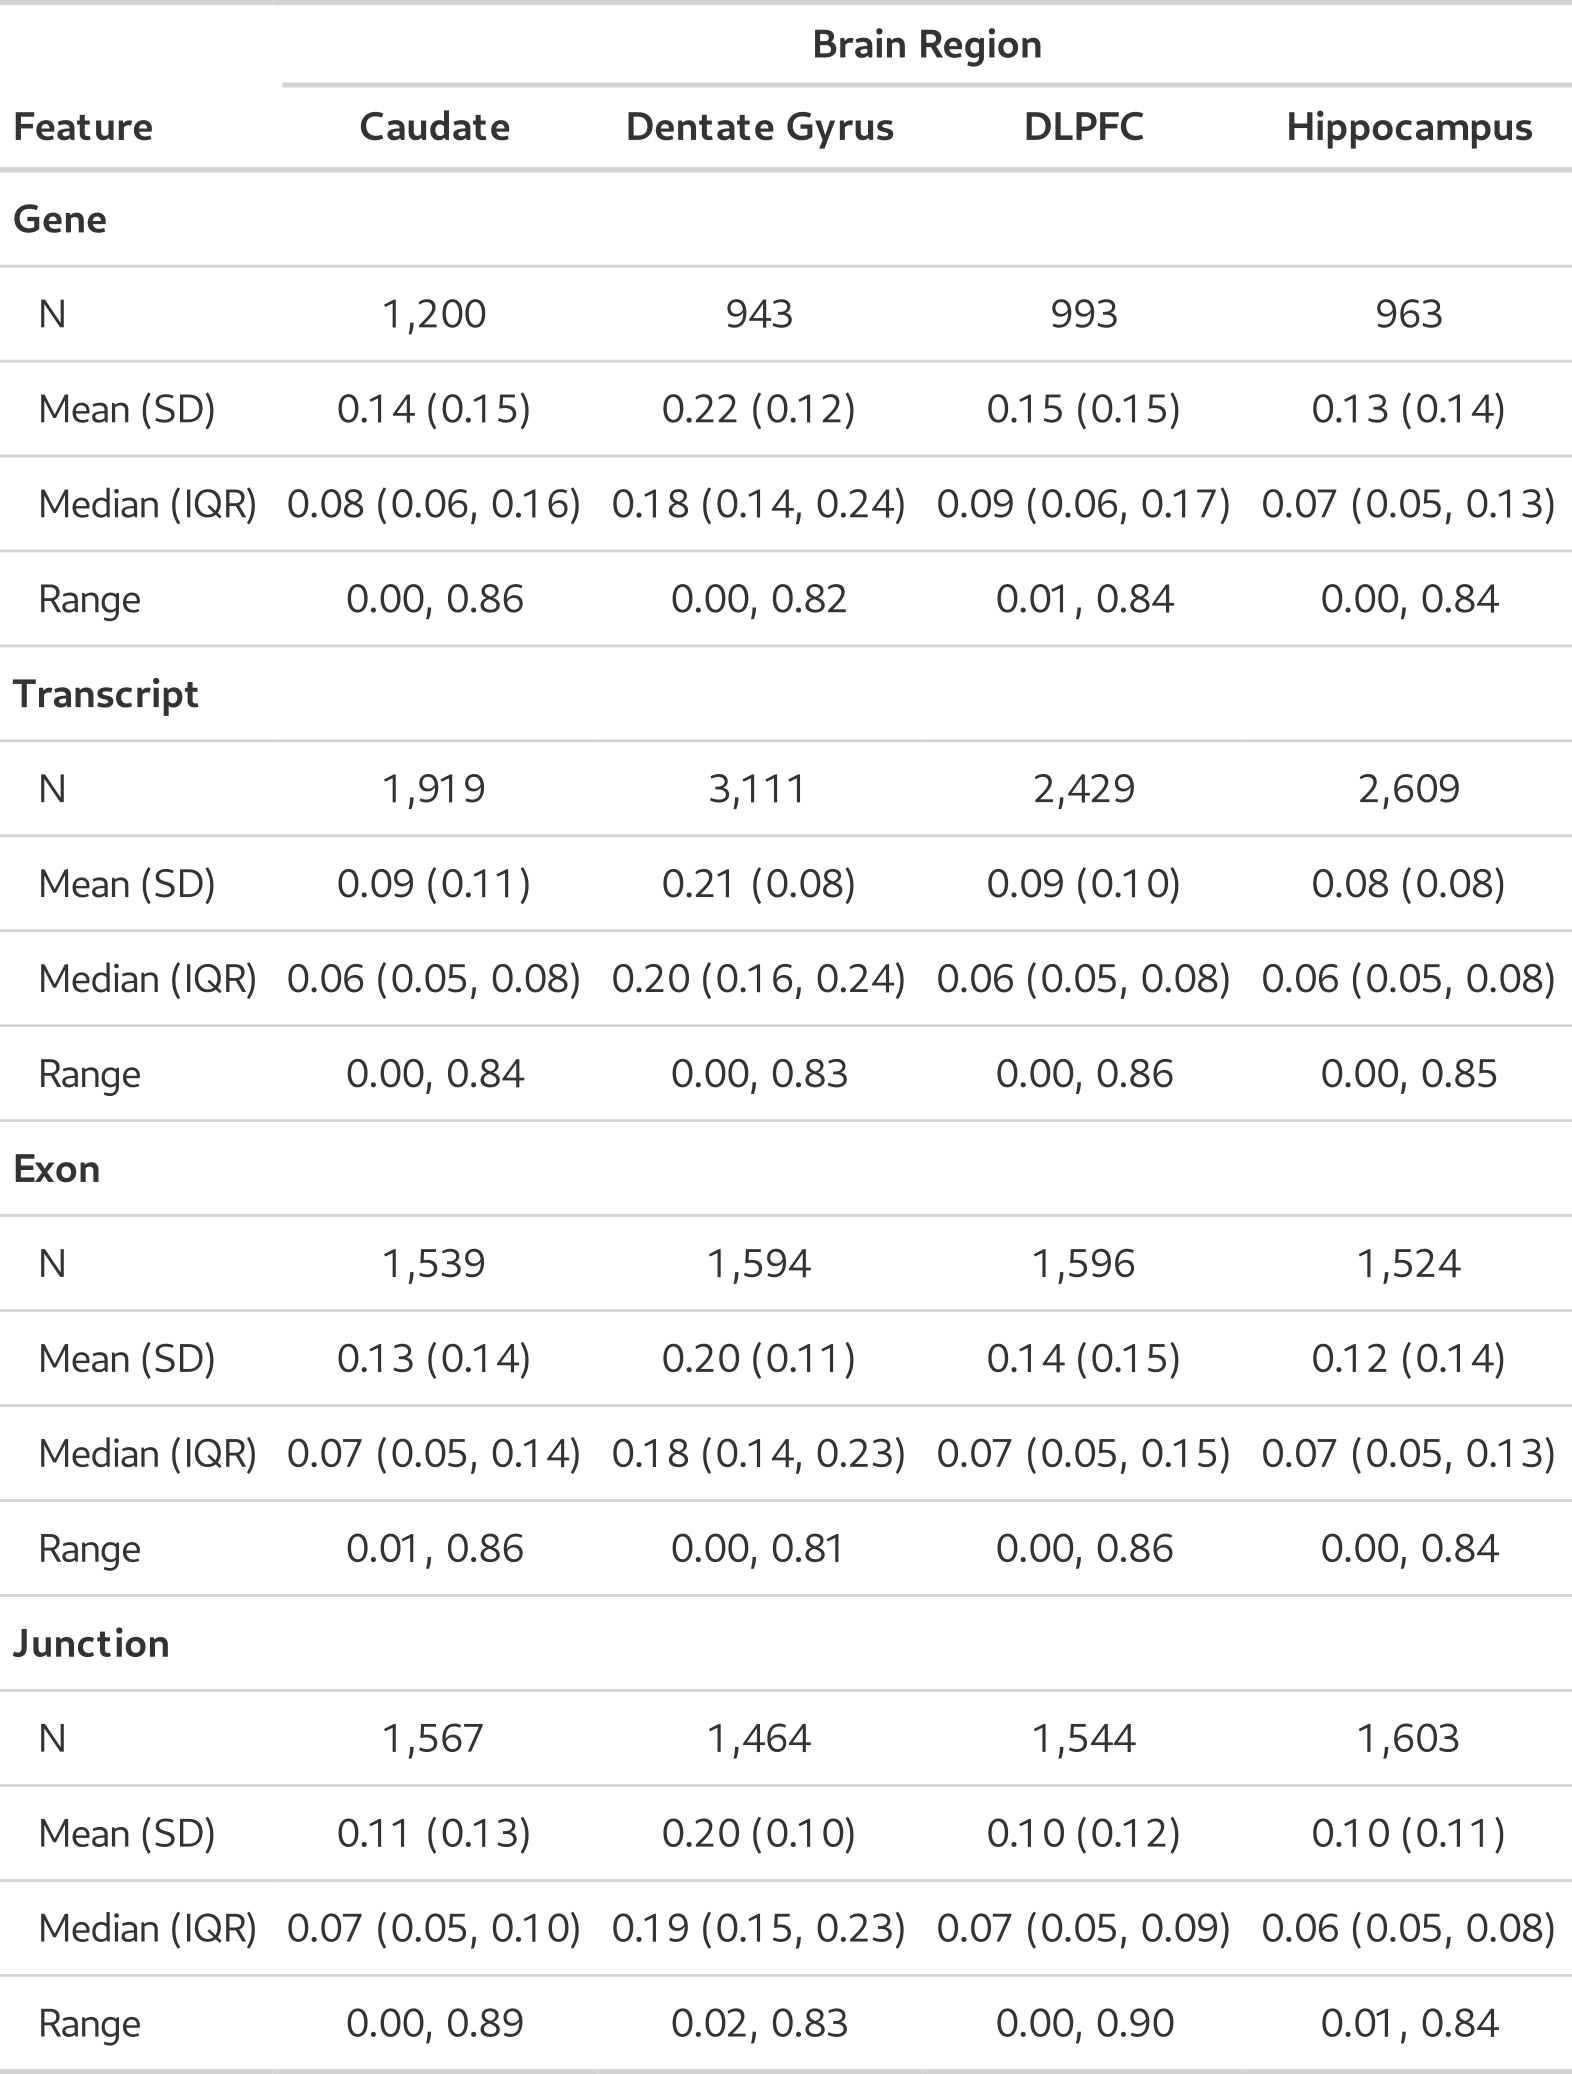 Brain Region
Feature Caudate Dentate Gyrus DLPFC Hippocampus
Gene
N 1,200 943 993 963
Mean (SD) 0.14 (0.15) 0.22 (0.12) 0.15 (0.15) 0.13 (0.14)
Median (IQR) 0.08 (0.06, 0.16) 0.18 (0.14, 0.24) 0.09 (0.06, 0.17) 0.07 (0.05, 0.13)
Range 0.00, 0.86 0.00, 0.82 0.01, 0.84 0.00, 0.84
Transcript
N 1,919 3,111 2,429 2,609
Mean (SD) 0.09 (0.11) 0.21 (0.08) 0.09 (0.10) 0.08 (0.08)
Median (IQR) 0.06 (0.05, 0.08) 0.20 (0.16, 0.24) 0.06 (0.05, 0.08) 0.06 (0.05, 0.08)
Range 0.00, 0.84 0.00, 0.83 0.00, 0.86 0.00, 0.85
Exon
N 1,539 1,594 1,596 1,524
Mean (SD) 0.13 (0.14) 0.20 (0.11) 0.14 (0.15) 0.12 (0.14)
Median (IQR) 0.07 (0.05, 0.14) 0.18 (0.14, 0.23) 0.07 (0.05, 0.15) 0.07 (0.05, 0.13)
Range 0.01, 0.86 0.00, 0.81 0.00, 0.86 0.00, 0.84
Junction
N 1,567 1,464 1,544 1,603
Mean (SD) 0.11 (0.13) 0.20 (0.10) 0.10 (0.12) 0.10 (0.11)
Median (IQR) 0.07 (0.05, 0.10) 0.19 (0.15, 0.23) 0.07 (0.05, 0.09) 0.06 (0.05, 0.08)
Range 0.00, 0.89 0.02, 0.83 0.00, 0.90 0.01, 0.84